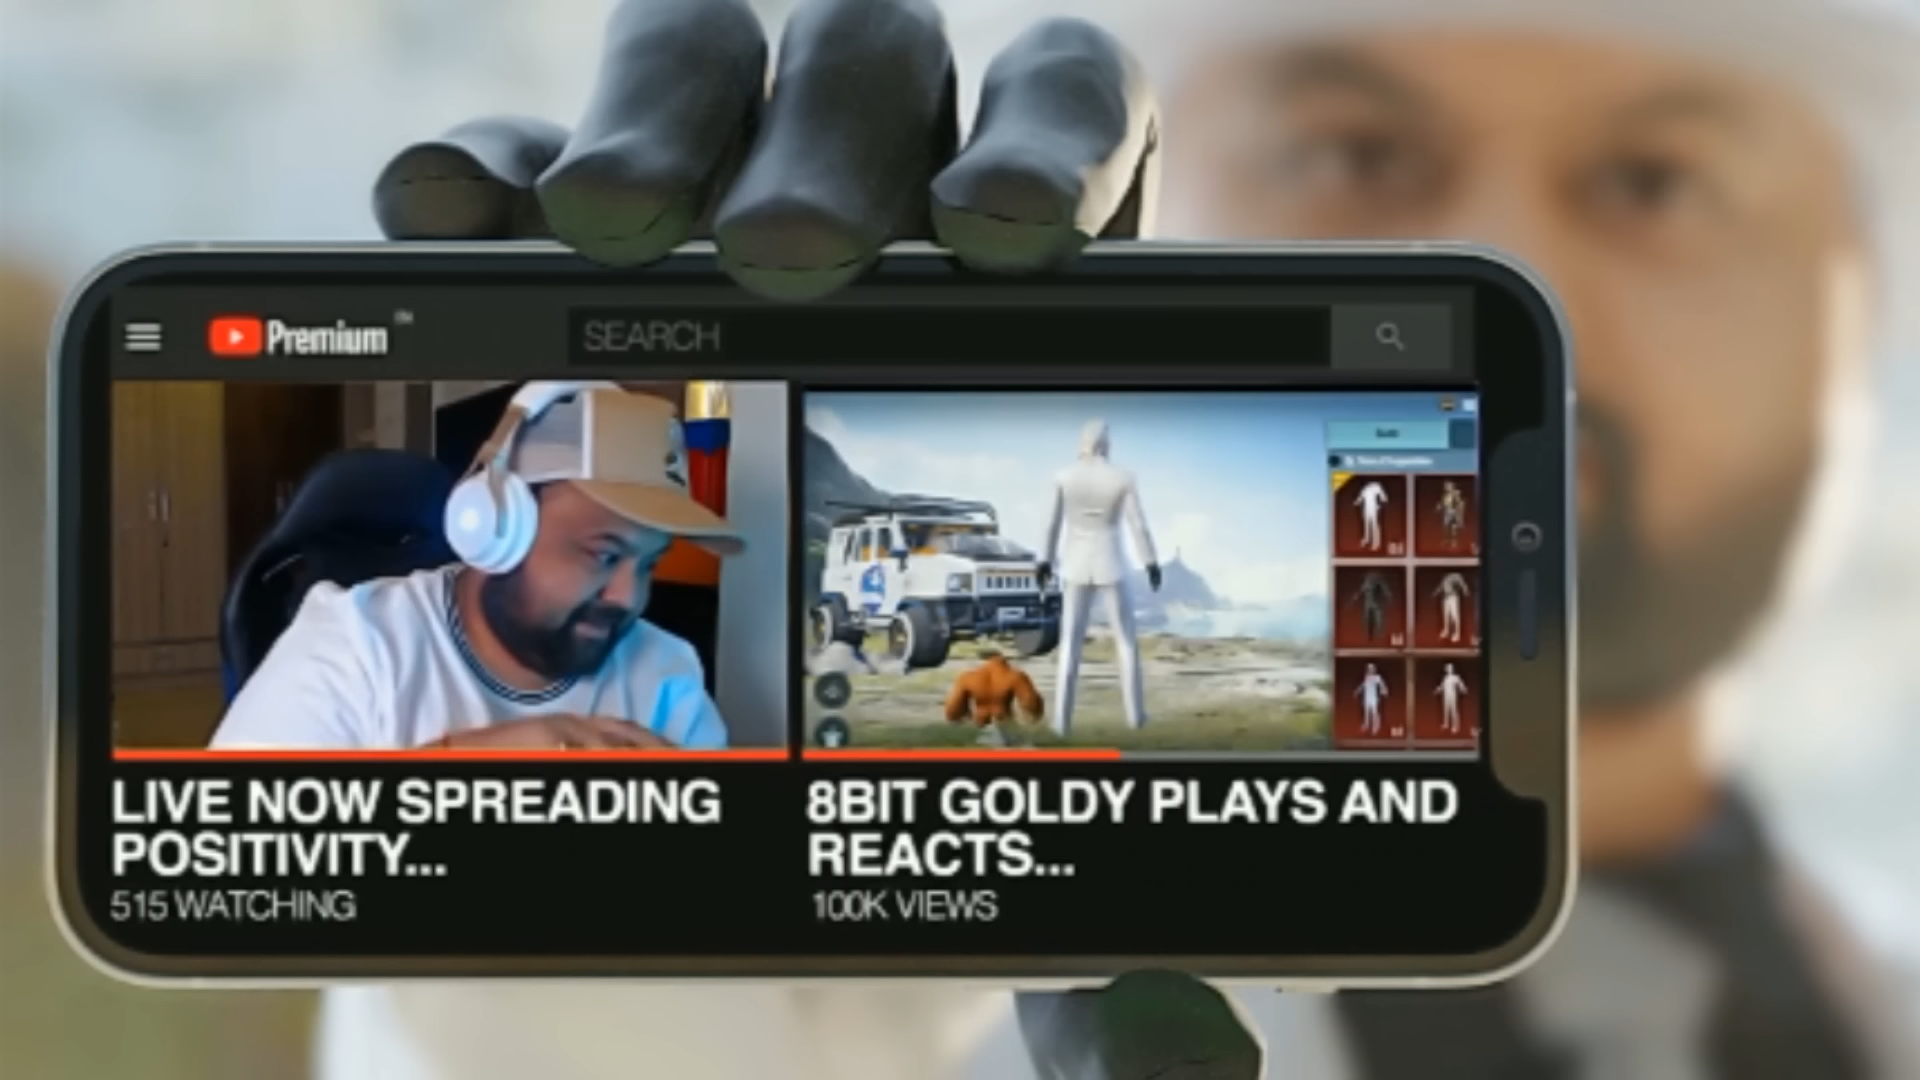 Premium
SEARCH
LIVE NOW SPREADING
POSITIVITY...
515 WATCHING
8BIT GOLDY PLAYS AND
REACTS...
100K VIEWS